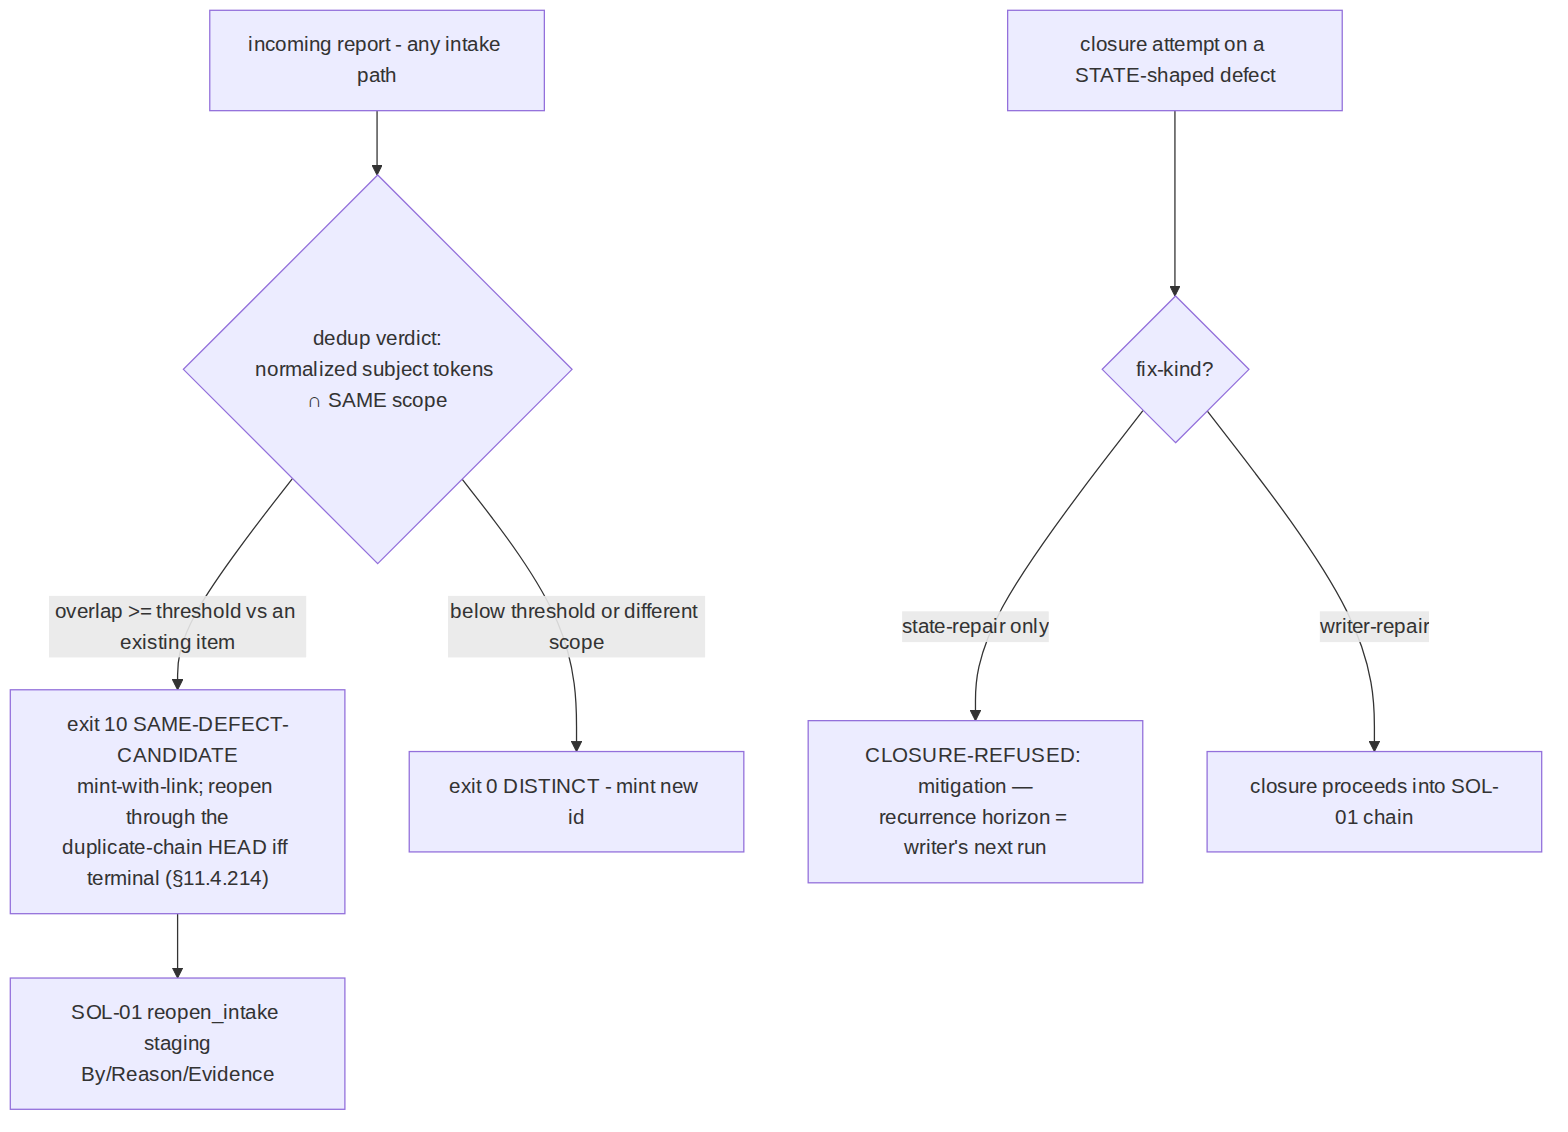 incoming report - any intake
path
closure attempt on a
STATE-shaped defect
dedup verdict:
normalized subject tokens
∩ SAME scope
fix-kind?
overlap >= threshold vs an
existing item
below threshold or different
scope
state-repair only
writer-repair
exit 10 SAME-DEFECT-
CANDIDATE
mint-with-link; reopen
through the
duplicate-chain HEAD iff
terminal (§11.4.214)
exit 0 DISTINCT - mint new
id
CLOSURE-REFUSED:
mitigation —
recurrence horizon =
writer's next run
closure proceeds into SOL-
01 chain
SOL-01 reopen_intake
staging
By/Reason/Evidence